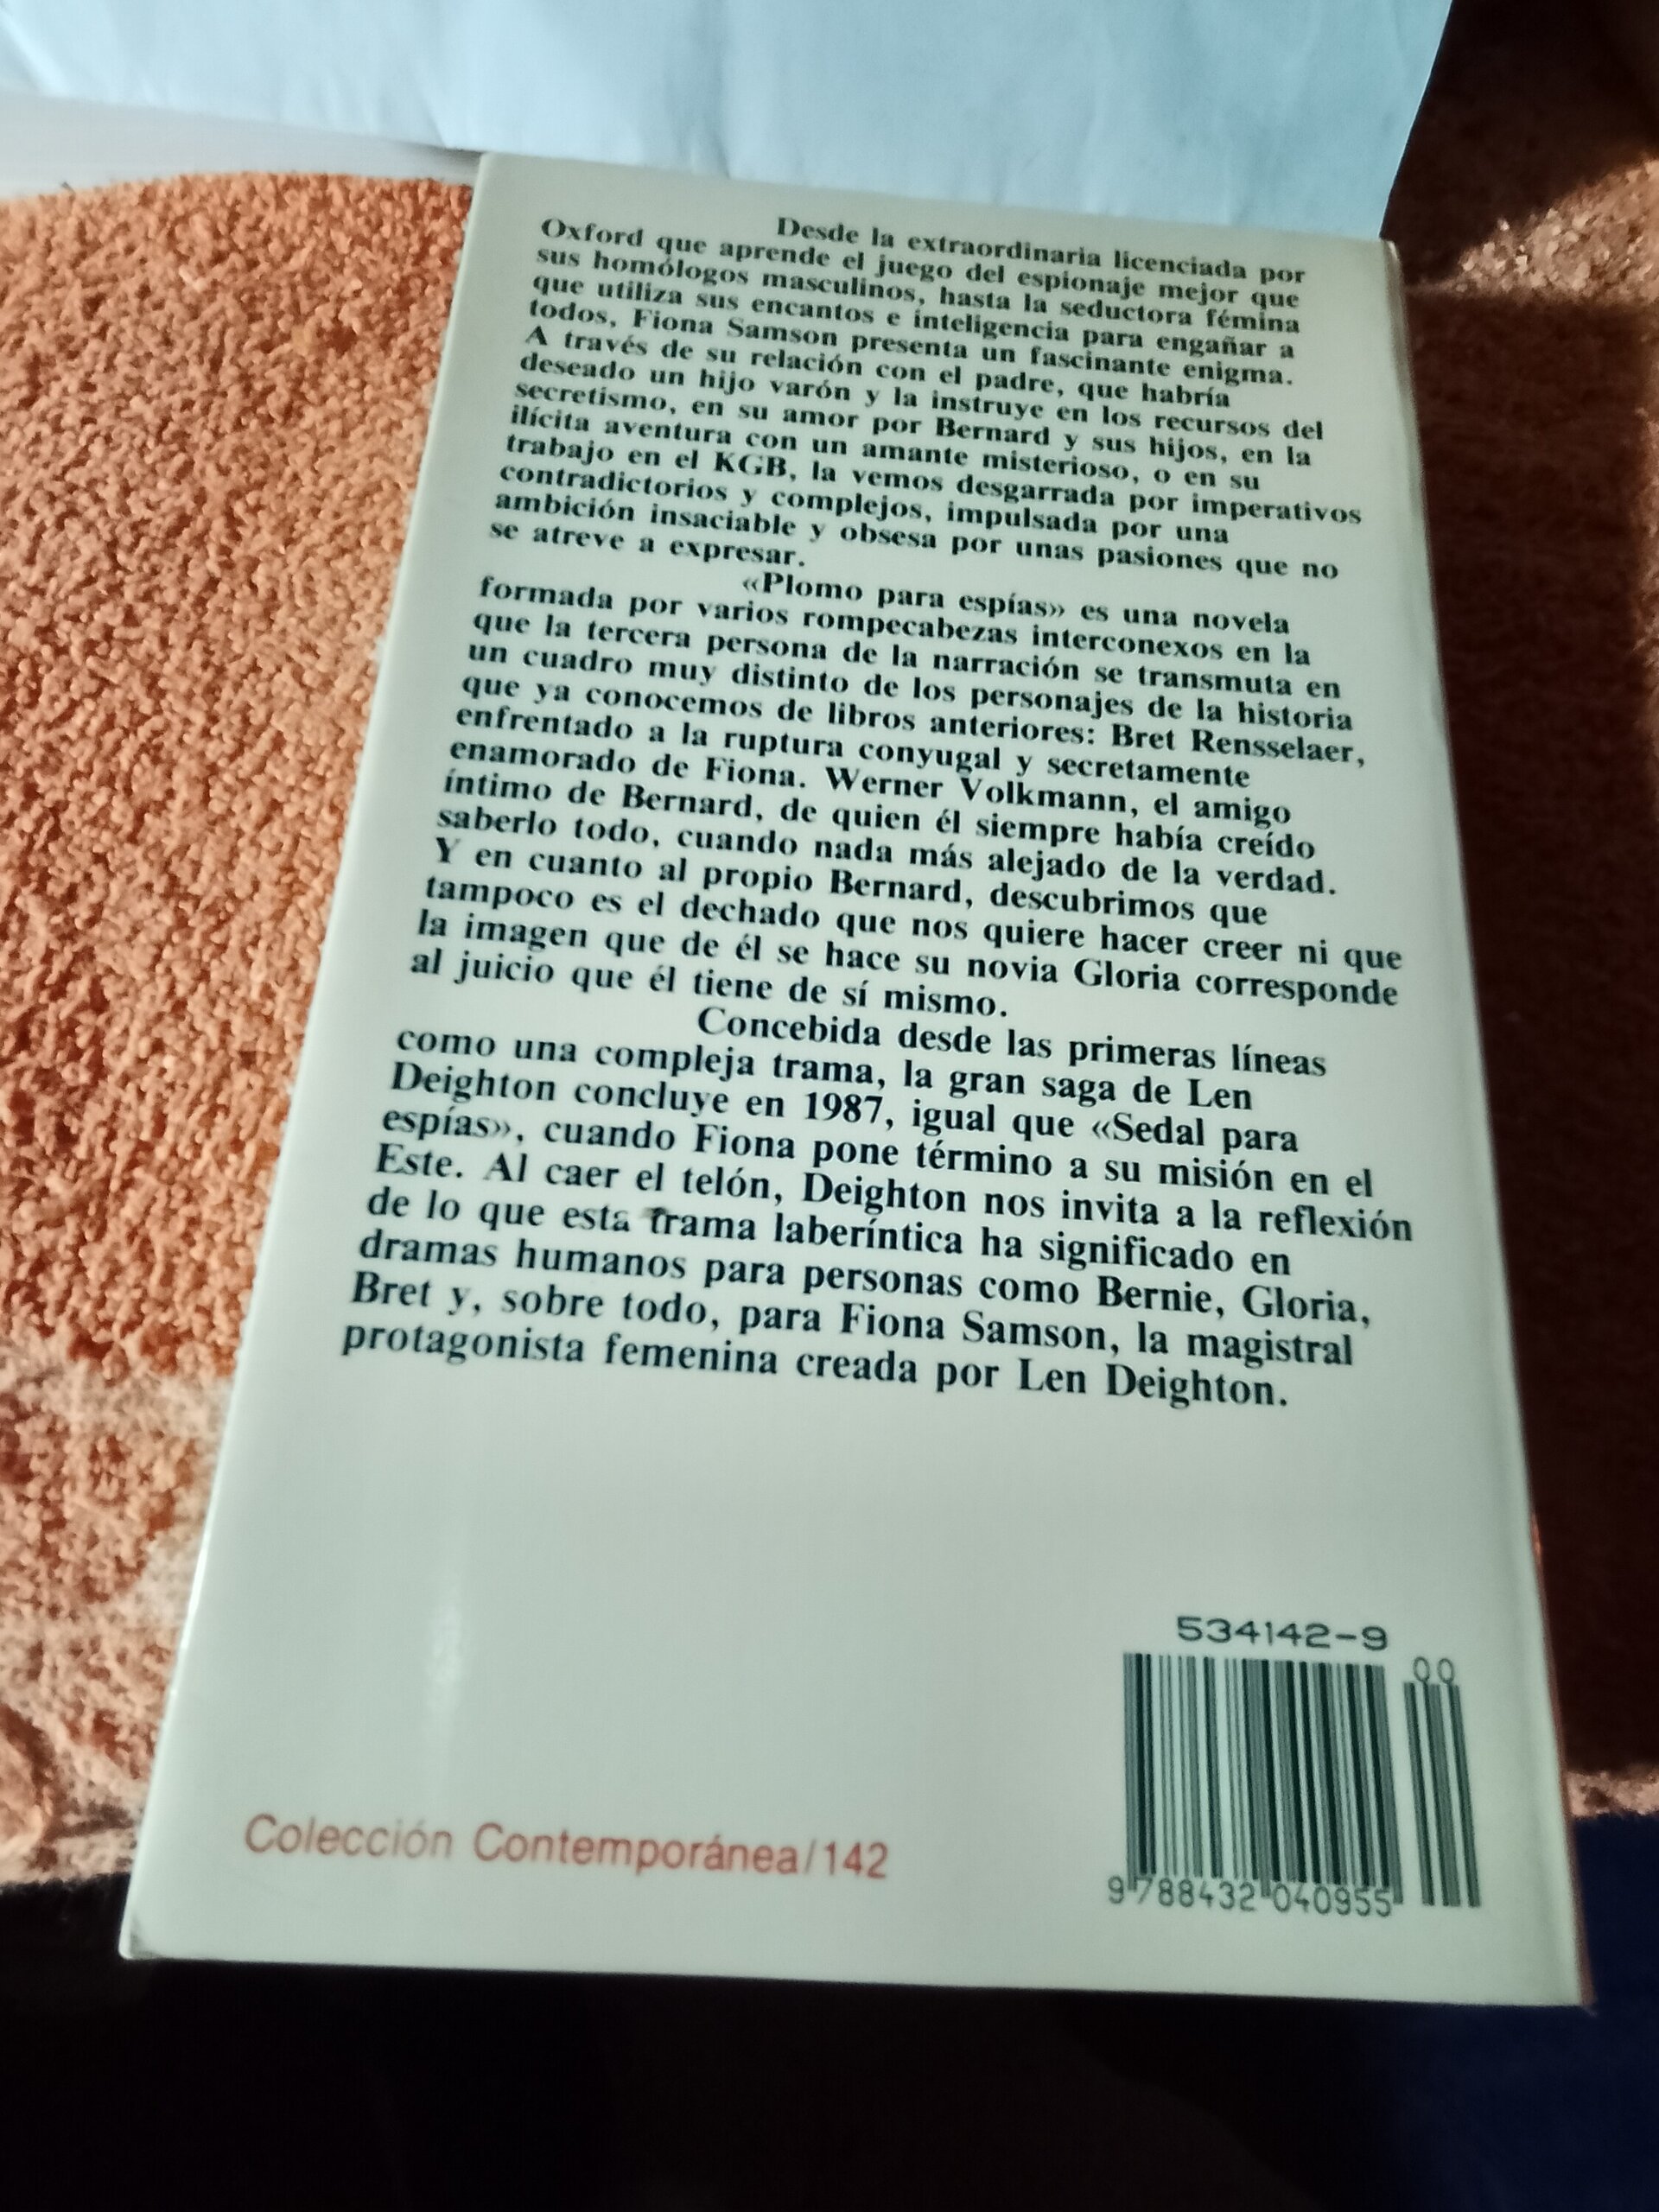 Desde la extraordinaria licenciada por
Oxford que aprende el juego del espionaje mejor que
sus homólogos masculinos, hasta la seductora fémina
que utiliza sus encantos e inteligencia para engañar a
todos, Fiona Samson presenta un fascinante enigma.
A través de su relación con el padre, que habría
deseado un hijo varón y la instruye en los recursos del
secretismo, en su amor por Bernard y sus hijos, en la
ilícita aventura con un amante misterioso, o en su
trabajo en el KGB, la vemos desgarrada por imperativos
contradictorios y complejos, impulsada por una
ambición insaciable y obsesa por unas pasiones que no
se atreve a expresar.
«Plomo para espías» es una novela
formada por varios rompecabezas interconexos en la
que la tercera persona de la narración se transmuta en
un cuadro muy distinto de los personajes de la historia
que ya conocemos de libros anteriores: Bret Rensselaer,
enfrentado a la ruptura conyugal y secretamente
enamorado de Fiona. Werner Volkmann, el amigo
íntimo de Bernard, de quien él siempre había creído
saberlo todo, cuando nada más alejado de la verdad.
Y en cuanto al propio Bernard, descubrimos que
tampoco es el dechado que nos quiere hacer creer ni que
la imagen que de él se hace su novia Gloria corresponde
al juicio que él tiene de sí mismo.
Concebida desde las primeras líneas
como una compleja trama, la gran saga de Len
Deighton concluye en 1987, igual que «Sedal para
espías», cuando Fiona pone término a su misión en el
Este. Al caer el telón, Deighton nos invita a la reflexión
de lo que esta trama laberíntica ha significado en
dramas humanos para personas como Bernie, Gloria,
Bret y, sobre todo, para Fiona Samson, la magistral
protagonista femenina creada por Len Deighton.
534142-9
00
9 788432 040955
Colección Contemporánea/142